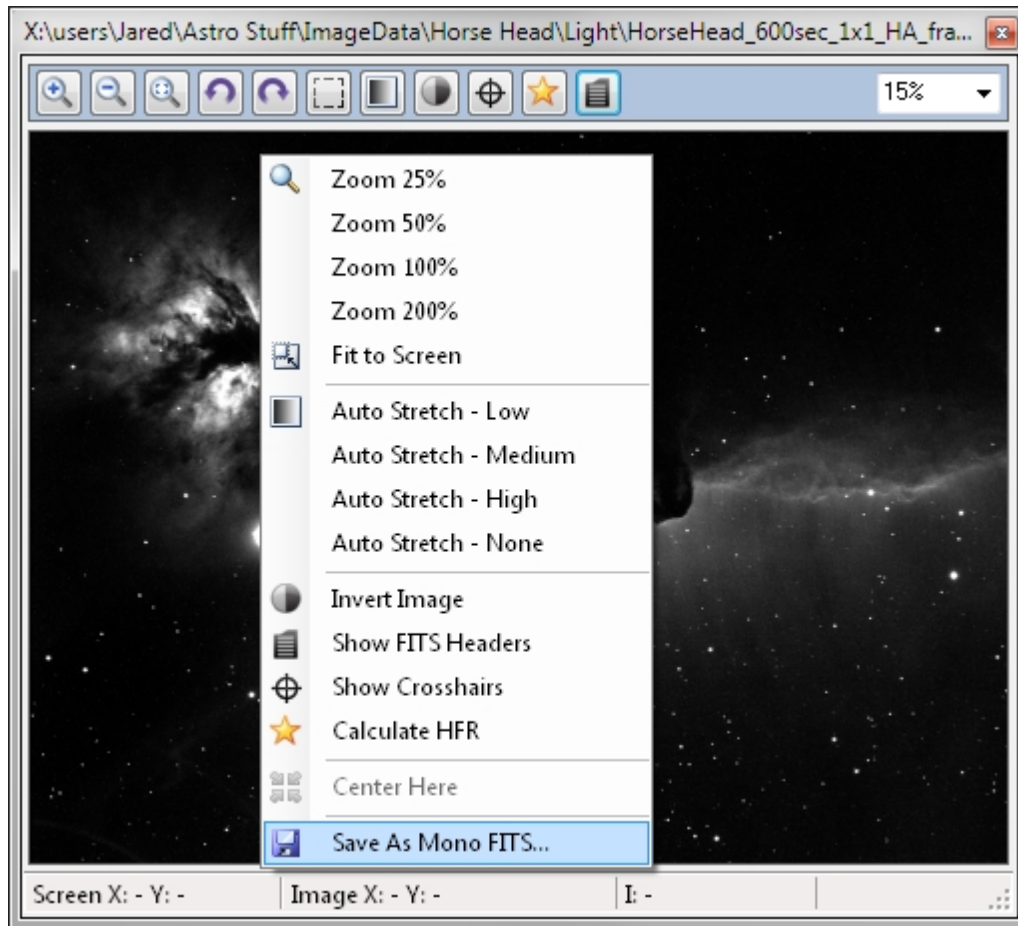 X:\users\Jared\Astro Stuff\ImageData\Horse Head\Light\HorseHead_600sec_1x1_HA_fra...
15%
Zoom 25%
Zoom 50%
Zoom 100%
Zoom 200%
Fit to Screen
Auto Stretch - Low
Auto Stretch - Medium
Auto Stretch - High
Auto Stretch - None
Invert Image
Show FITS Headers
Show Crosshairs
Calculate HFR
Center Here
Save As Mono FITS...
Screen X: - Y: - Image X: - Y: - I: -